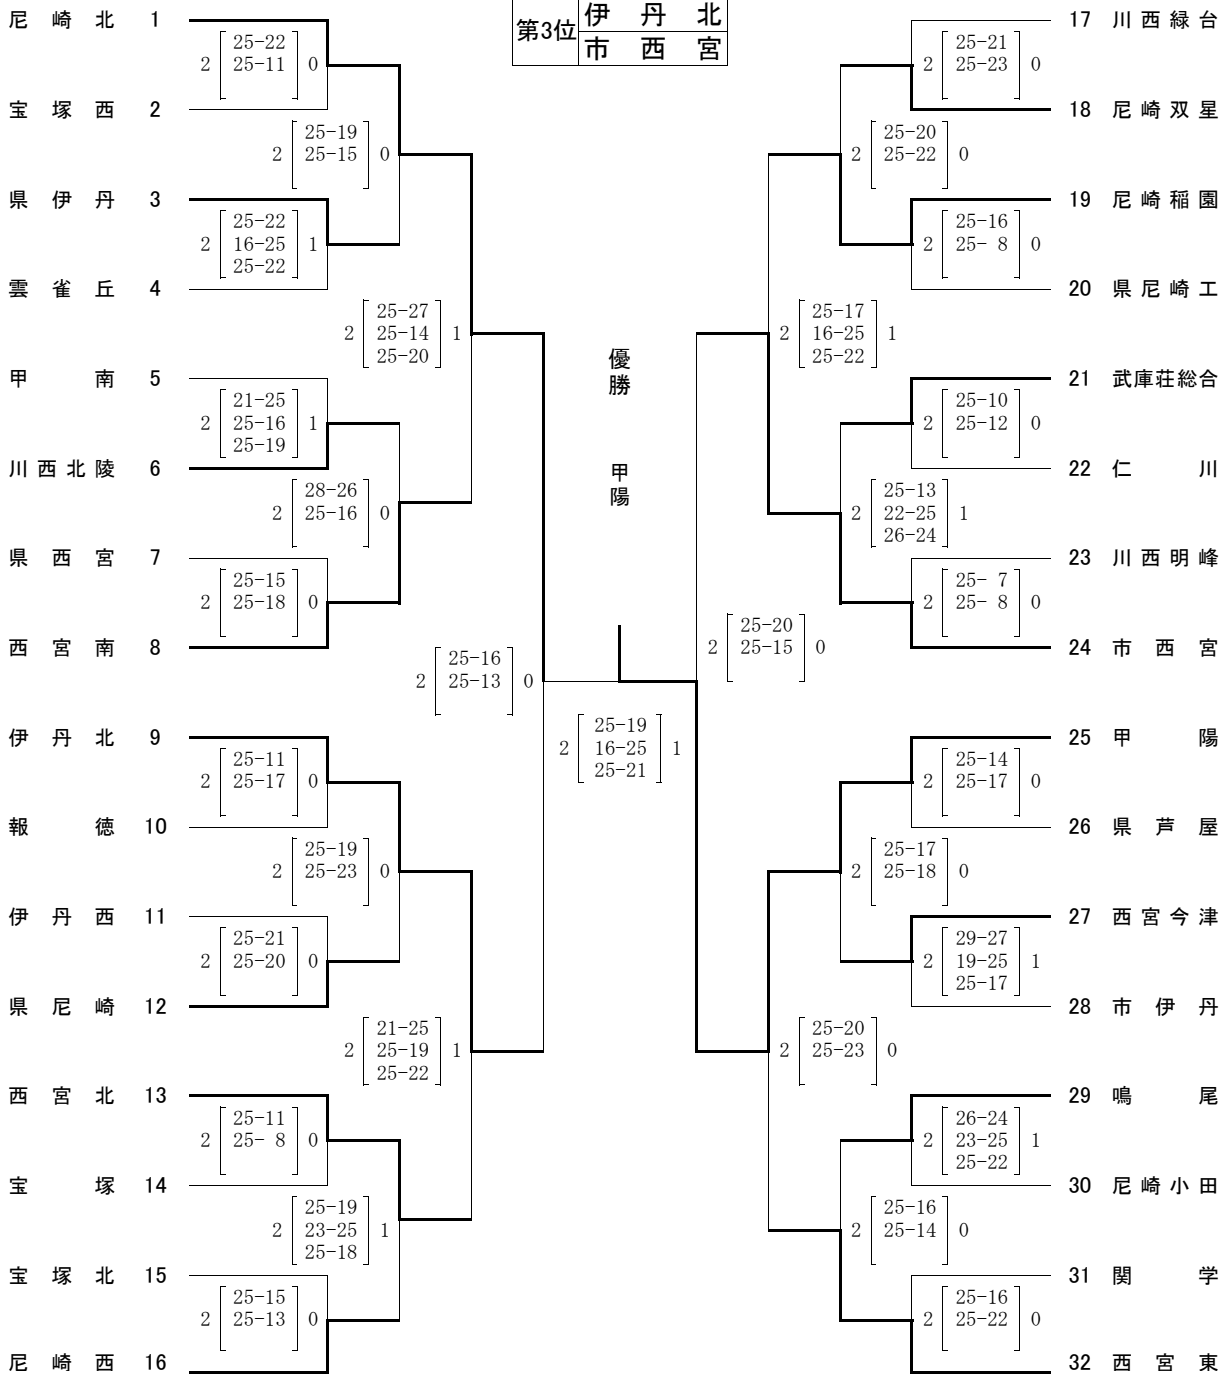 第3位 伊丹北
市西宮
尼崎北 1
2 25-22 0
25-11
宝塚西 2
2 25-19 0
25-15
県伊丹 3
2 25-22 1
16-25
25-22
雲雀丘 4
2 25-27 1
25-14
25-20
甲南 5
2 21-25 1
25-16
25-19
川西北陵 6
2 28-26 0
25-16
県西宮 7
2 25-15 0
25-18
西宮南 8
2 25-16 0
25-13
伊丹北 9
2 25-11 0
25-17
報徳 10
2 25-19 0
25-23
伊丹西 11
2 25-21 0
25-20
県尼崎 12
2 21-25 1
25-19
25-22
西宮北 13
2 25-11 0
25- 8
宝塚 14
2 25-19 1
23-25
25-18
宝塚北 15
2 25-15 0
25-13
尼崎西 16
優勝 甲陽
2 25-19 1
16-25
25-21
17 川西緑台
2 25-21 0
25-23
18 尼崎双星
2 25-20 0
25-22
19 尼崎稲園
2 25-16 0
25- 8
20 県尼崎工
2 25-17 1
16-25
25-22
21 武庫荘総合
2 25-10 0
25-12
22 仁川
2 25-13 1
22-25
26-24
23 川西明峰
2 25- 7 0
25- 8
24 市西宮
2 25-20 0
25-15
25 甲陽
2 25-14 0
25-17
26 県芦屋
2 25-17 0
25-18
27 西宮今津
2 29-27 1
19-25
25-17
28 市伊丹
2 25-20 0
25-23
29 鳴尾
2 26-24 1
23-25
25-22
30 尼崎小田
2 25-16 0
25-14
31 関学
2 25-16 0
25-22
32 西宮東